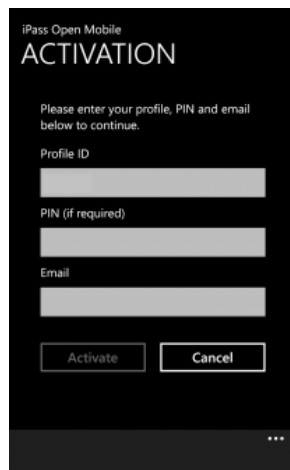 iPass Open Mobile
ACTIVATION
Please enter your profile, PIN and email
below to continue.
Profile ID
PIN (if required)
Email
Activate
Cancel